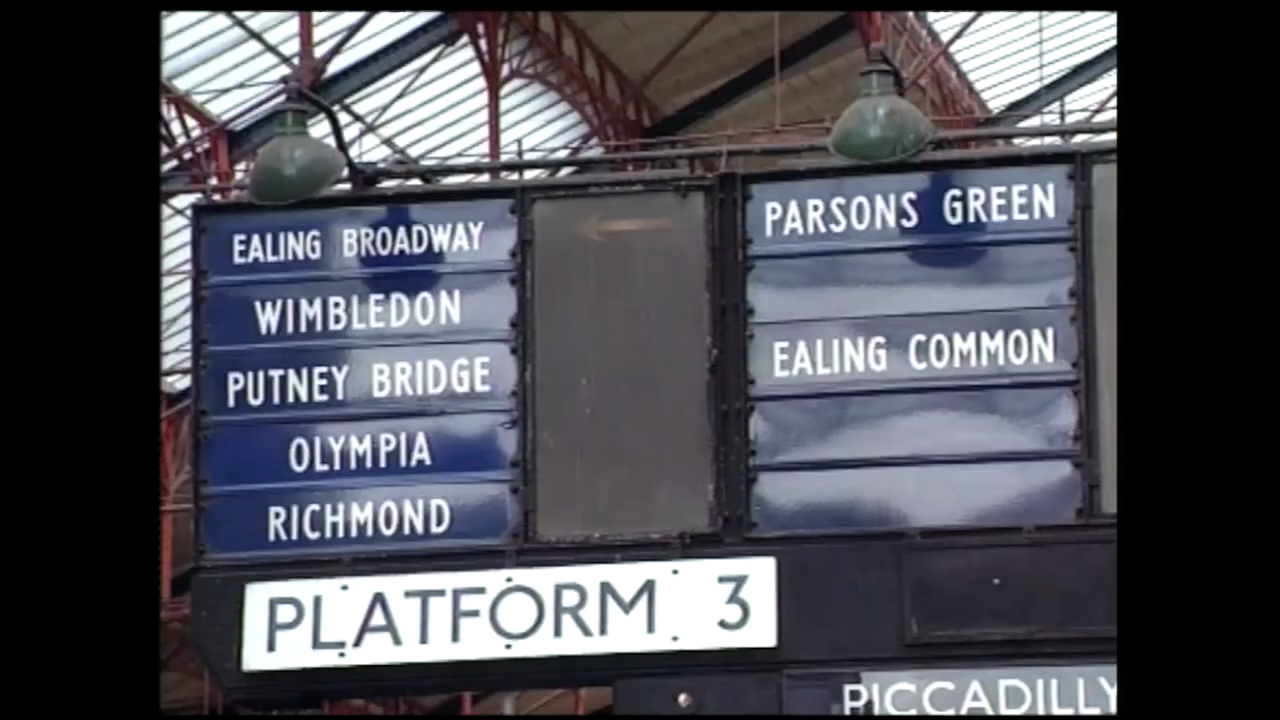 EALING BROADWAY
WIMBLEDON
PUTNEY BRIDGE
OLYMPIA
RICHMOND
PARSONS GREEN
EALING COMMON
PLATFORM 3
PICCADILLY